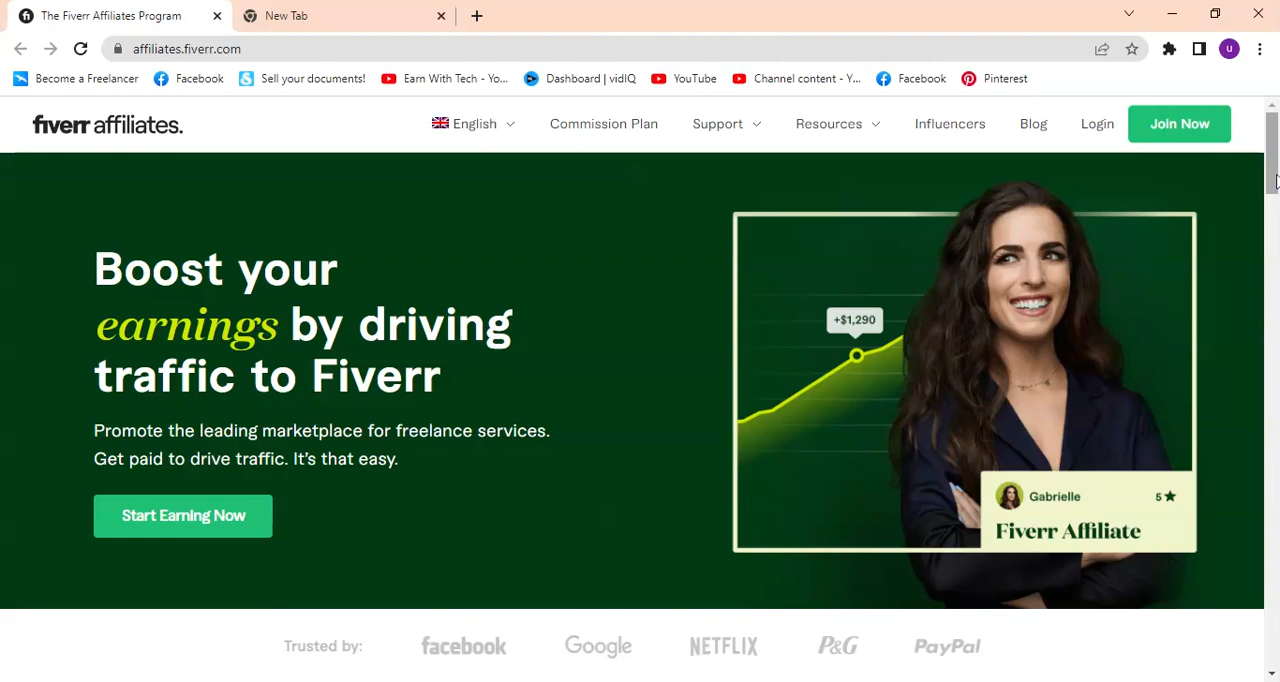 The Fiverr Affiliates Program
New Tab
affiliates.fiverr.com
U
Become a Freelancer
Facebook
Sell your documents!
Earn With Tech - Yo...
Dashboard | vidIQ
YouTube
Channel content - Y...
Facebook
Pinterest
fiverr affiliates.
English
Commission Plan
Support
Resources
Influencers
Blog
Login
Join Now
Boost your
earnings by driving
traffic to Fiverr
Promote the leading marketplace for freelance services.
Get paid to drive traffic. It's that easy.
Start Earning Now
+$1,290
Gabrielle
5★
Fiverr Affiliate
Trusted by:
facebook
Google
NETFLIX
P&G
PayPal